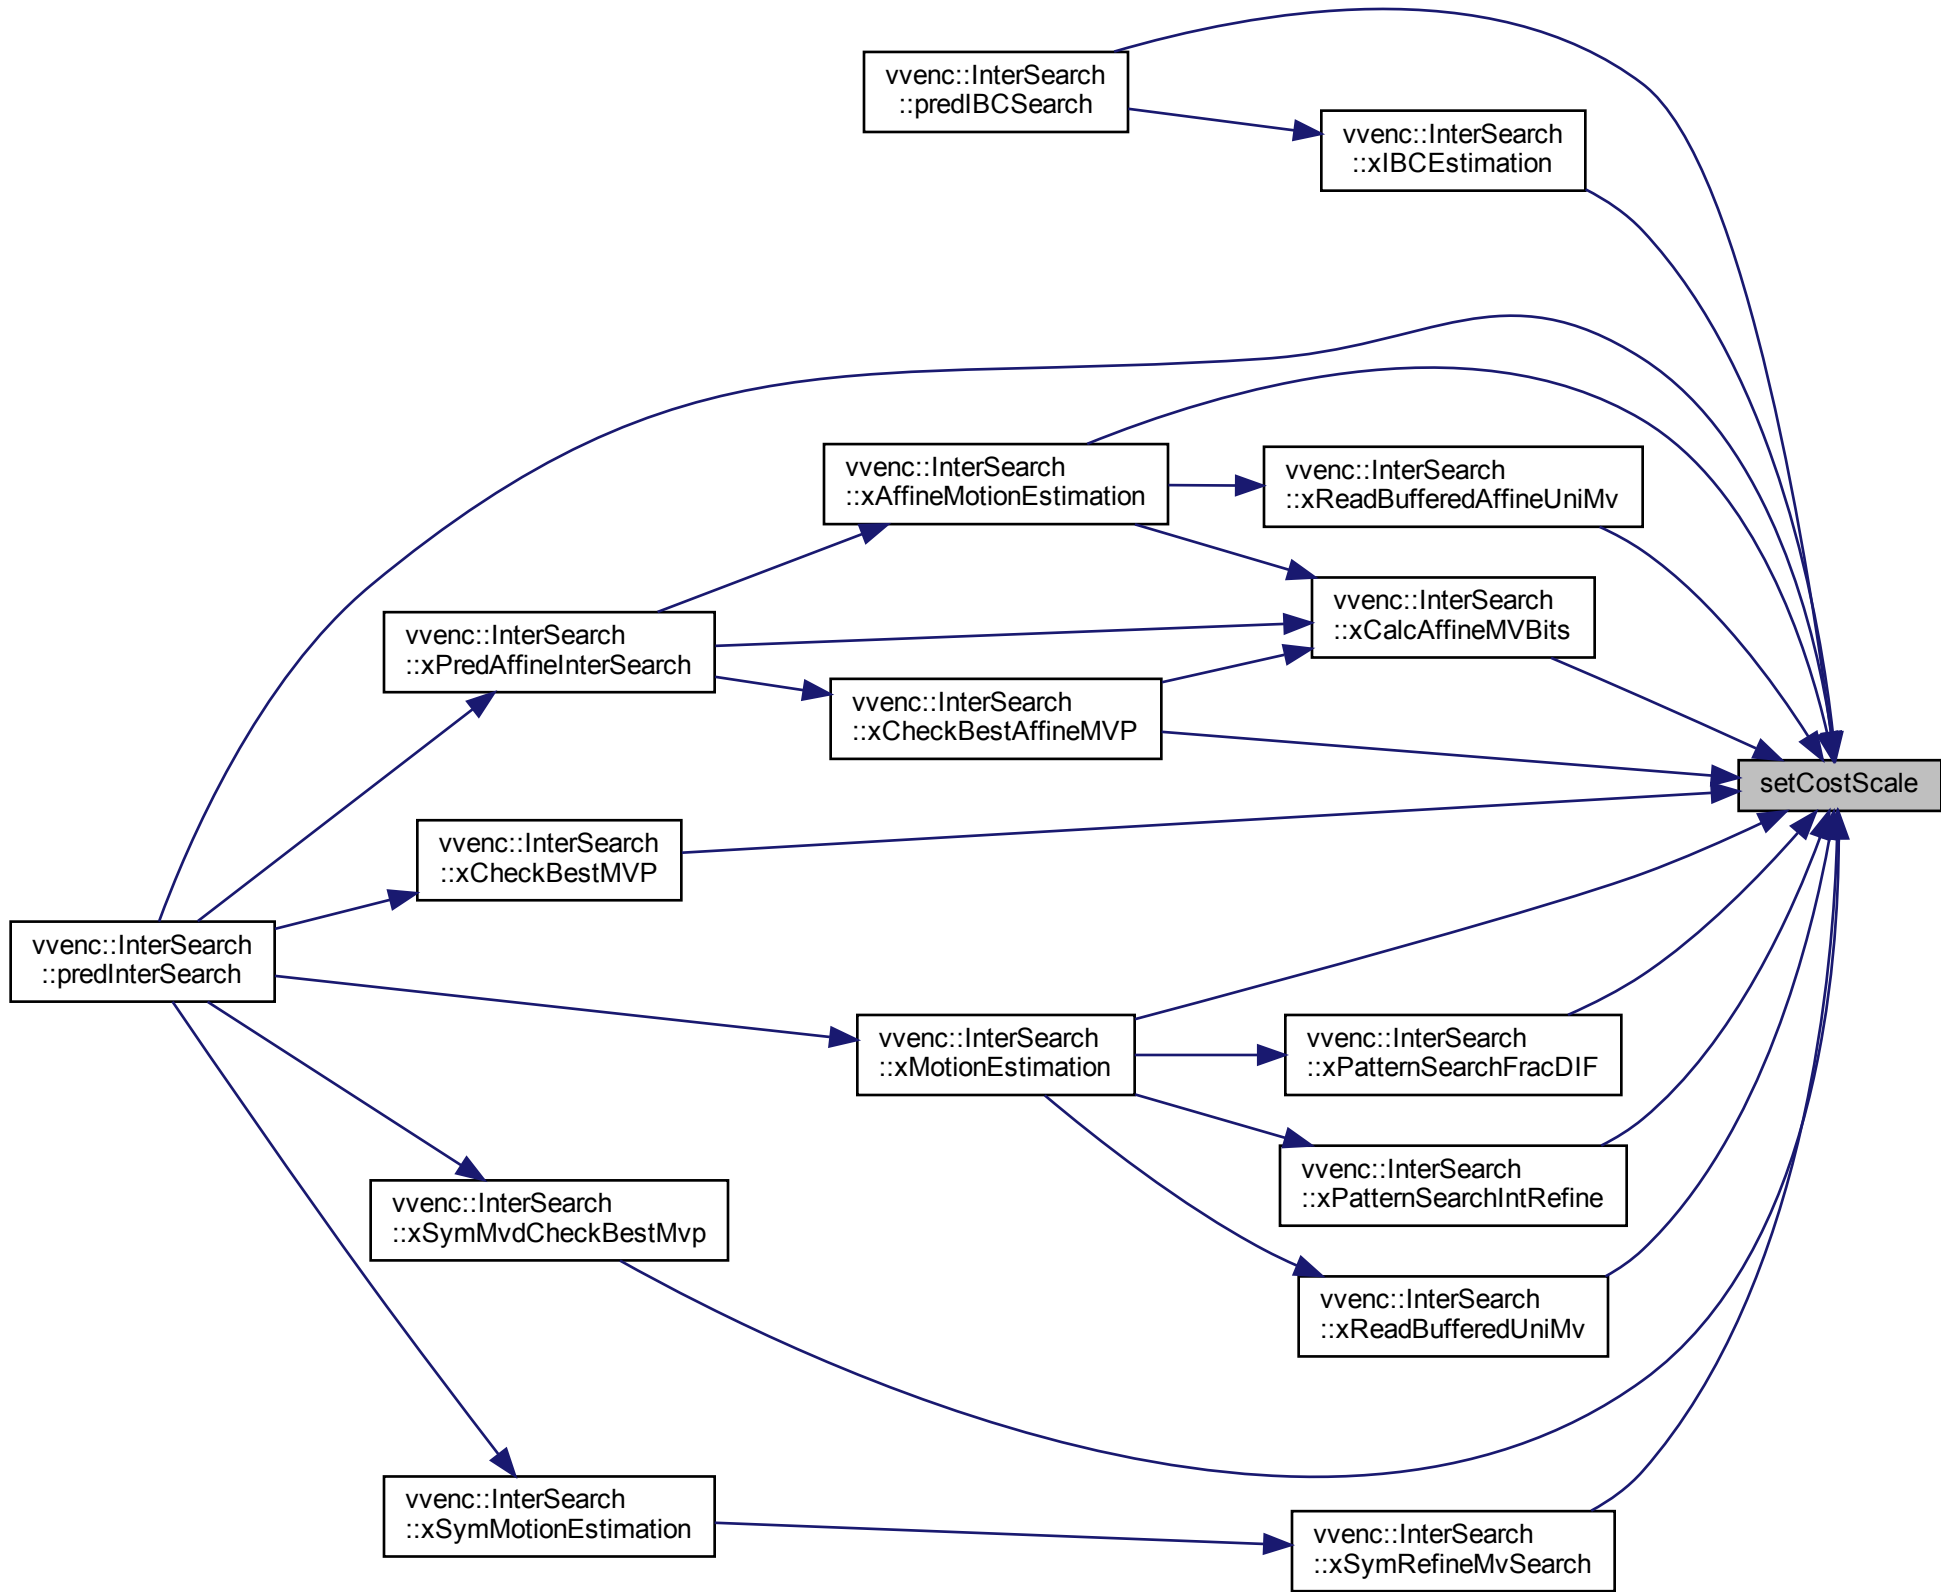 vvenc::InterSearch
::predIBCSearch
vvenc::InterSearch
::xIBCEstimation
vvenc::InterSearch
::xAffineMotionEstimation
vvenc::InterSearch
::xReadBufferedAffineUniMv
vvenc::InterSearch
::xCalcAffineMVBits
vvenc::InterSearch
::xPredAffineInterSearch
vvenc::InterSearch
::xCheckBestAffineMVP
setCostScale
vvenc::InterSearch
::xCheckBestMVP
vvenc::InterSearch
::predInterSearch
vvenc::InterSearch
::xMotionEstimation
vvenc::InterSearch
::xPatternSearchFracDIF
vvenc::InterSearch
::xPatternSearchIntRefine
vvenc::InterSearch
::xSymMvdCheckBestMvp
vvenc::InterSearch
::xReadBufferedUniMv
vvenc::InterSearch
::xSymMotionEstimation
vvenc::InterSearch
::xSymRefineMvSearch